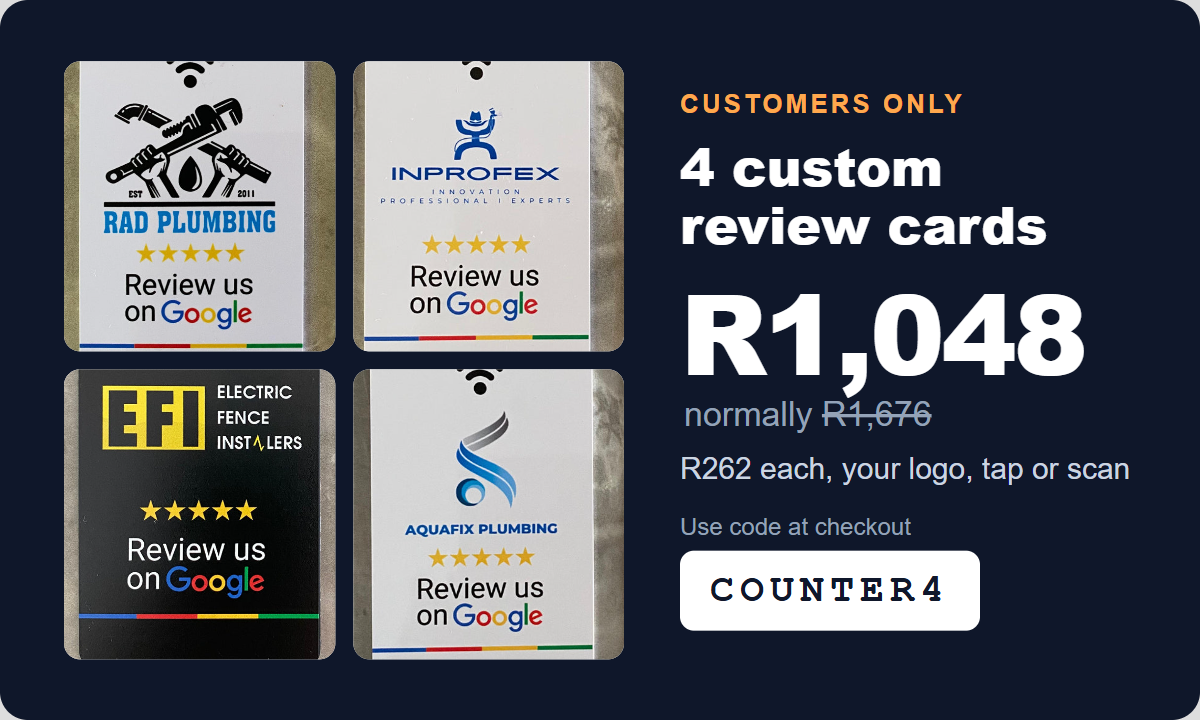 EST 2011
RAD PLUMBING
Review us
on Google
INPROFEX
INNOVATION
PROFESSIONAL | EXPERTS
Review us
on Google
EFI
ELECTRIC
FENCE
INSTALERS
Review us
on Google
AQUAFIX PLUMBING
Review us
on Google
CUSTOMERS ONLY
4 custom
review cards
R1,048
normally R1,676
R262 each, your logo, tap or scan
Use code at checkout
COUNTER4